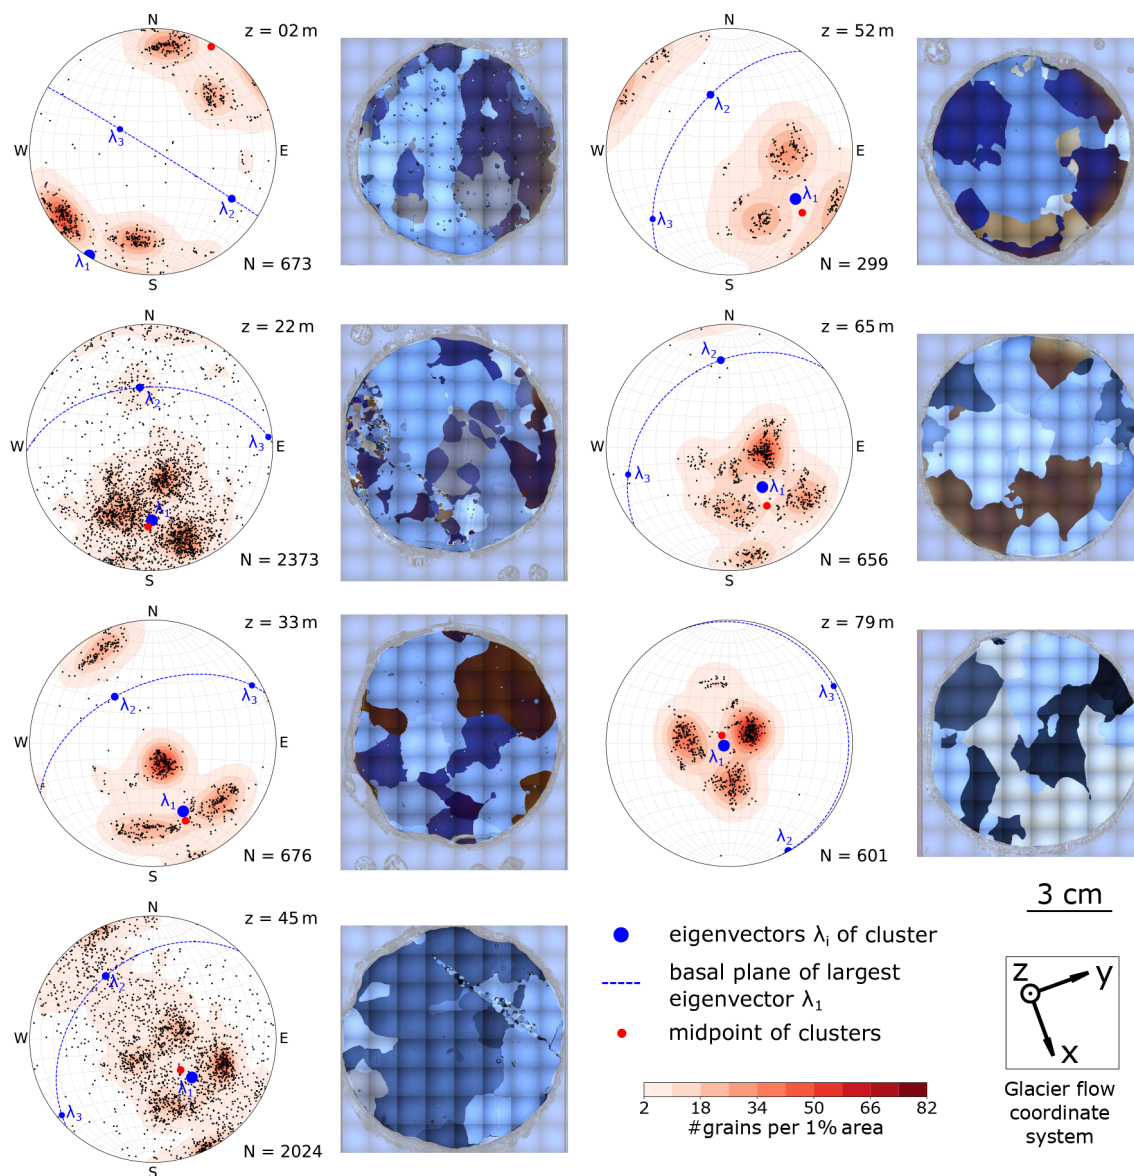 N
z = 02 m
W
E
λ3
λ2
λ1
S
N = 673
N
z = 52 m
W
E
λ2
λ1
λ3
S
N = 299
N
z = 22 m
W
E
λ2
λ3
λ1
S
N = 2373
N
z = 65 m
W
E
λ2
λ3
λ1
S
N = 656
N
z = 33 m
W
E
λ3
λ2
λ1
S
N = 676
z = 79 m
λ3
λ1
λ2
N = 601
N
z = 45 m
W
E
λ2
λ1
λ3
S
N = 2024
3 cm
eigenvectors λi of cluster
basal plane of largest
eigenvector λ1
midpoint of clusters
2 18 34 50 66 82
#grains per 1% area
z
y
x
Glacier flow
coordinate
system